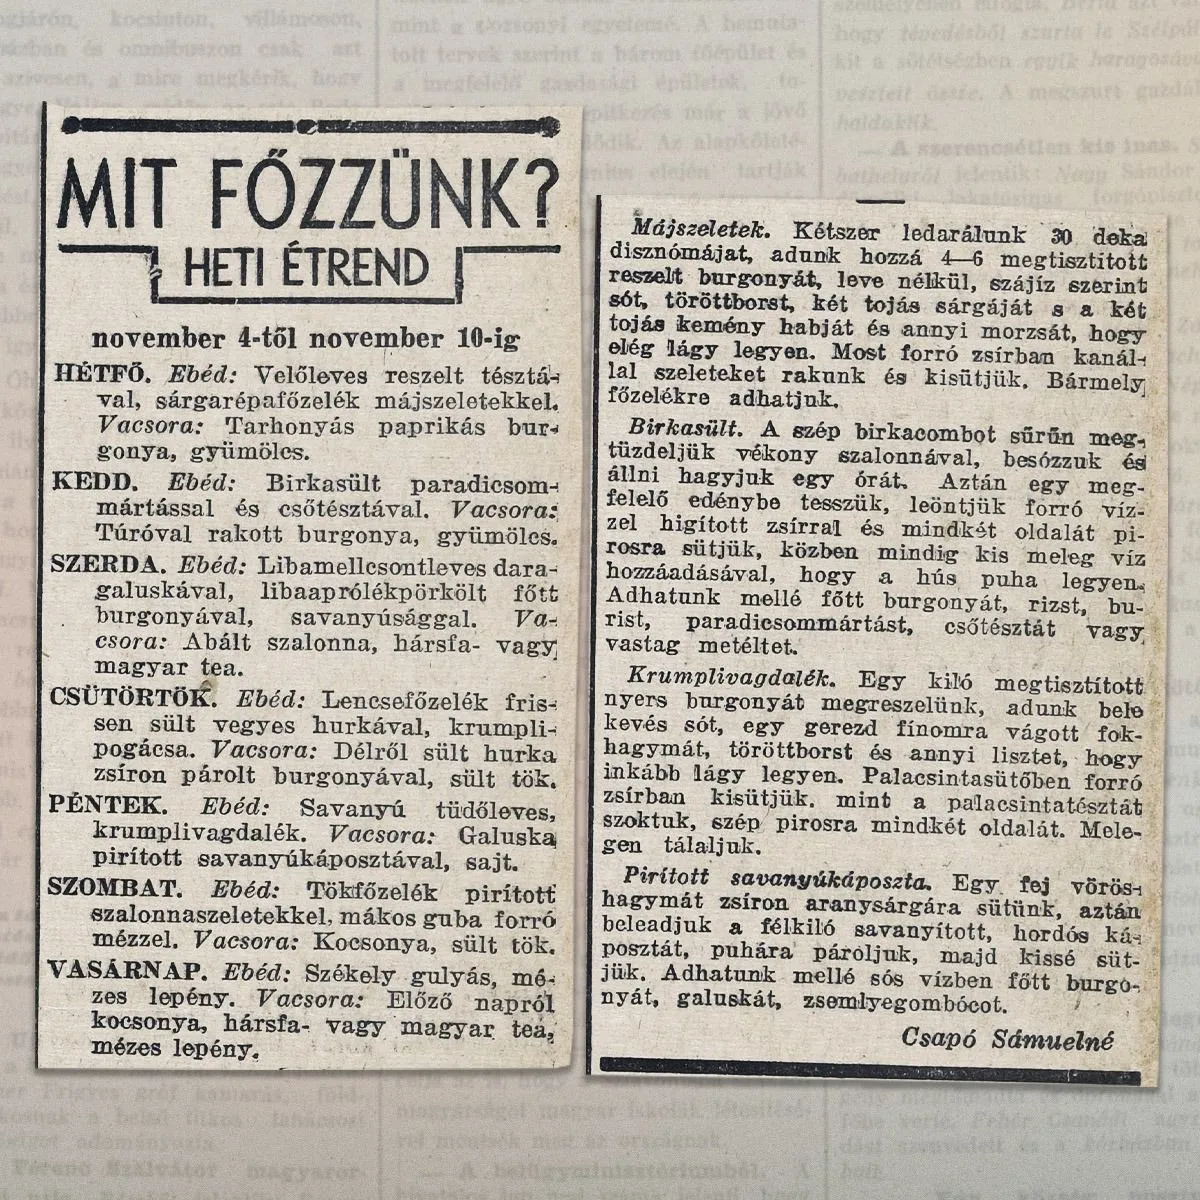 MIT FŐZZÜNK?
HETI ÉTREND
november 4-től november 10-ig
HÉTFŐ. Ebéd: Velőleves reszelt tésztá-
val, sárgarépafőzelék májszeletekkel.
Vacsora: Tarhonyás paprikás bur-
gonya, gyümölcs.
KEDD. Ebéd: Birkasült paradicsom-
mártással és csőtésztával. Vacsora:
Túróval rakott burgonya, gyümölcs.
SZERDA. Ebéd: Libamellcsontleves dara-
galuskával, libaaprólékpörkölt főtt
burgonyával, savanyúsággal. Va-
csora: Abált szalonna, hársfa- vagy
magyar tea.
CSÜTÖRTÖK. Ebéd: Lencsefőzelék fris-
sen sült vegyes hurkával, krumpli-
pogácsa. Vacsora: Délről sült hurka
zsíron párolt burgonyával, sült tök.
PÉNTEK. Ebéd: Savanyú tüdőleves,
krumplivagdalék. Vacsora: Galuska
pirított savanyúkáposztával, sajt.
SZOMBAT. Ebéd: Tökfőzelék pirított
szalonnaszeletekkel, mákos guba forró
mézzel. Vacsora: Kocsonya, sült tök.
VASÁRNAP. Ebéd: Székely gulyás, mé-
zes lepény. Vacsora: Előző napról
kocsonya, hársfa- vagy magyar tea,
mézes lepény.
Májszeletek. Kétszer ledarálunk 30 deka
disznómájat, adunk hozzá 4—6 megtisztított
reszelt burgonyát, leve nélkül, szájíz szerint
sót, töröttborst, két tojás sárgáját s a két
tojás kemény habját és annyi morzsát, hogy
elég lágy legyen. Most forró zsírban kanál-
lal szeleteket rakunk és kisütjük. Bármely
főzelékre adhatjuk.
Birkasült. A szép birkacombot sűrűn meg-
tüzdeljük vékony szalonnával, besózzuk és
állni hagyjuk egy órát. Aztán egy meg-
felelő edénybe tesszük, leöntjük forró víz-
zel higított zsírral és mindkét oldalát pi-
rosra sütjük, közben mindig kis meleg víz
hozzáadásával, hogy a hús puha legyen.
Adhatunk mellé főtt burgonyát, rizst, bu-
rist, paradicsommártást, csőtésztát vagy
vastag metéltet.
Krumplivagdalék. Egy kiló megtisztított
nyers burgonyát megreszelünk, adunk bele
kevés sót, egy gerezd fínomra vágott fok-
hagymát, töröttborst és annyi lisztet, hogy
inkább lágy legyen. Palacsintasütőben forró
zsírban kisütjük. mint a palacsintatésztát
szoktuk, szép pirosra mindkét oldalát. Mele-
gen tálaljuk.
Pirított savanyúkáposzta. Egy fej vörös-
hagymát zsíron aranysárgára sütünk, aztán
beleadjuk a félkiló savanyított, hordós ká-
posztát, puhára pároljuk, majd kissé süt-
jük. Adhatunk mellé sós vízben főtt burgo-
nyát, galuskát, zsemlyegombócot.
Csapó Sámuelné